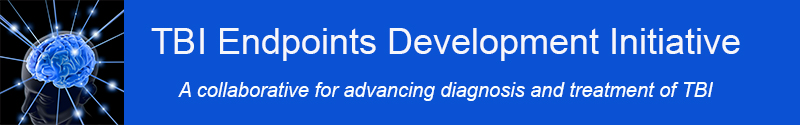 TBI Endpoints Development Initiative
A collaborative for advancing diagnosis and treatment of TBI